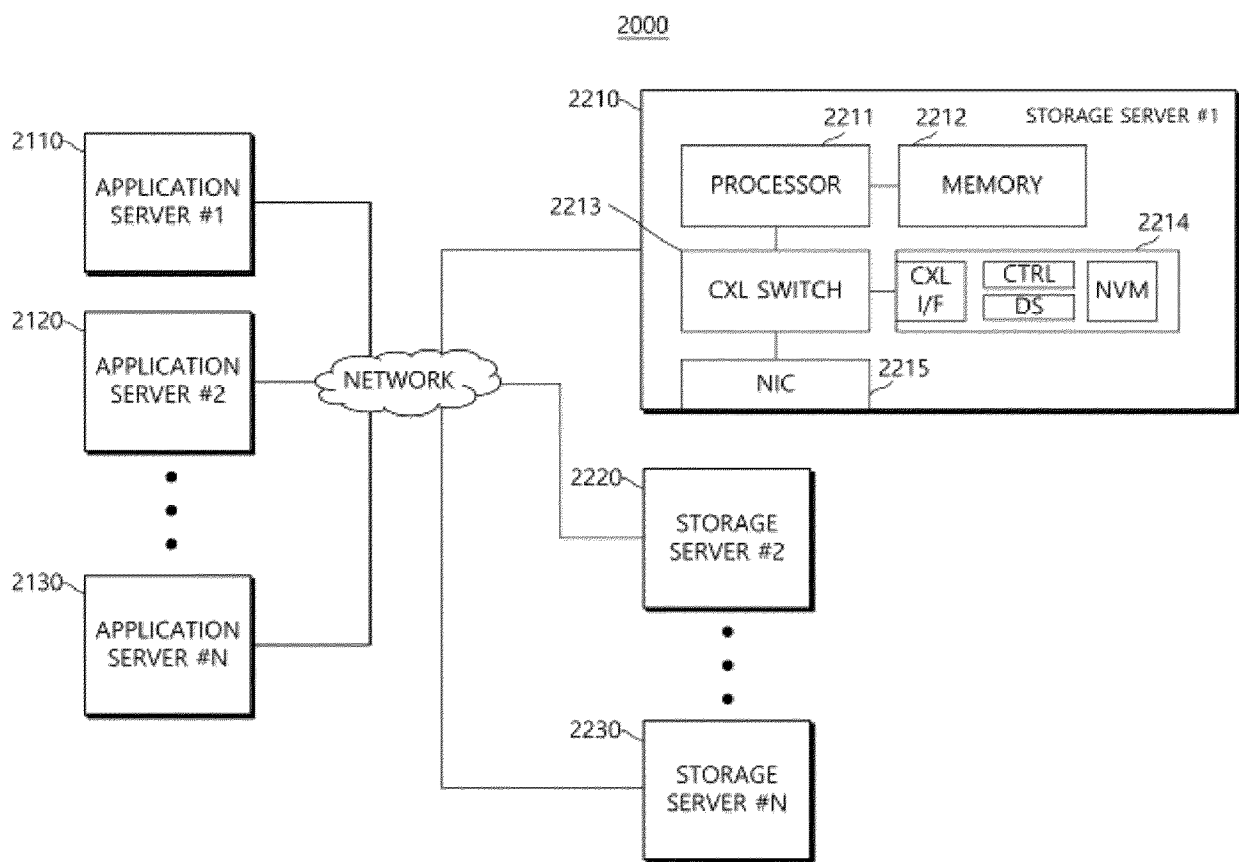 2000
2210
STORAGE SERVER #1
2211
2212
PROCESSOR
MEMORY
2213
2214
CXL SWITCH
CXL
I/F
CTRL
DS
NVM
NIC
2215
2110
APPLICATION
SERVER #1
2120
APPLICATION
SERVER #2
NETWORK
2130
APPLICATION
SERVER #N
2220
STORAGE
SERVER #2
2230
STORAGE
SERVER #N